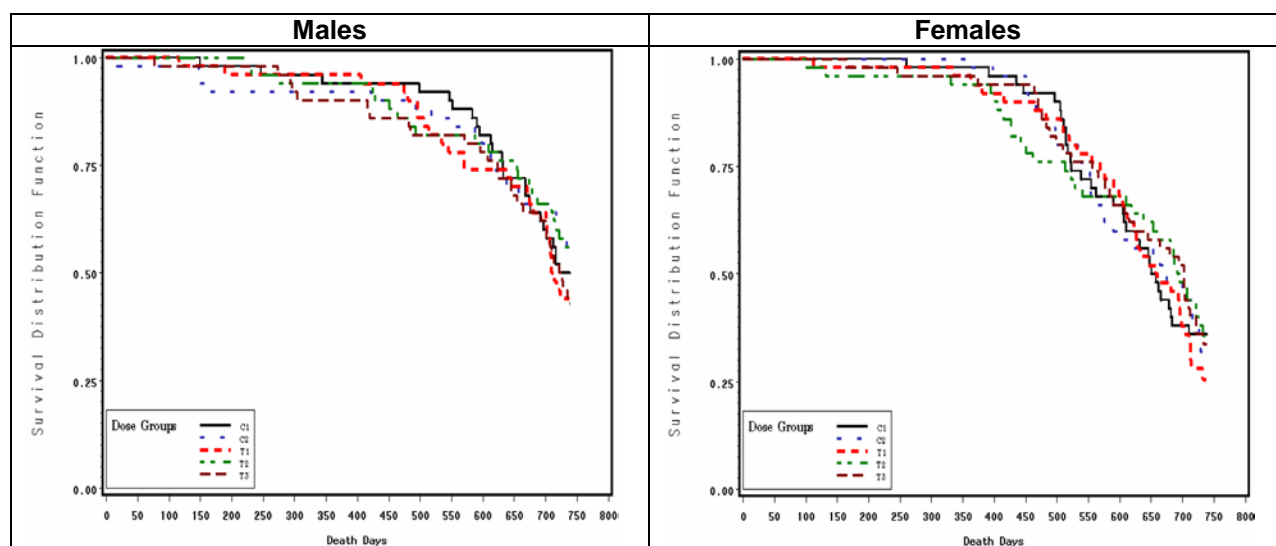 Males
Females
1.00
0.75
0.50
0.25
0.00
Survival Distribution Function
Dose Groups
C1
C2
T1
T2
T3
0 50 100 150 200 250 300 350 400 450 500 550 600 650 700 750 800
Death Days
1.00
0.75
0.50
0.25
0.00
Survival Distribution Function
Dose Groups
C1
C2
T1
T2
T3
0 50 100 150 200 250 300 350 400 450 500 550 600 650 700 750 800
Death Days